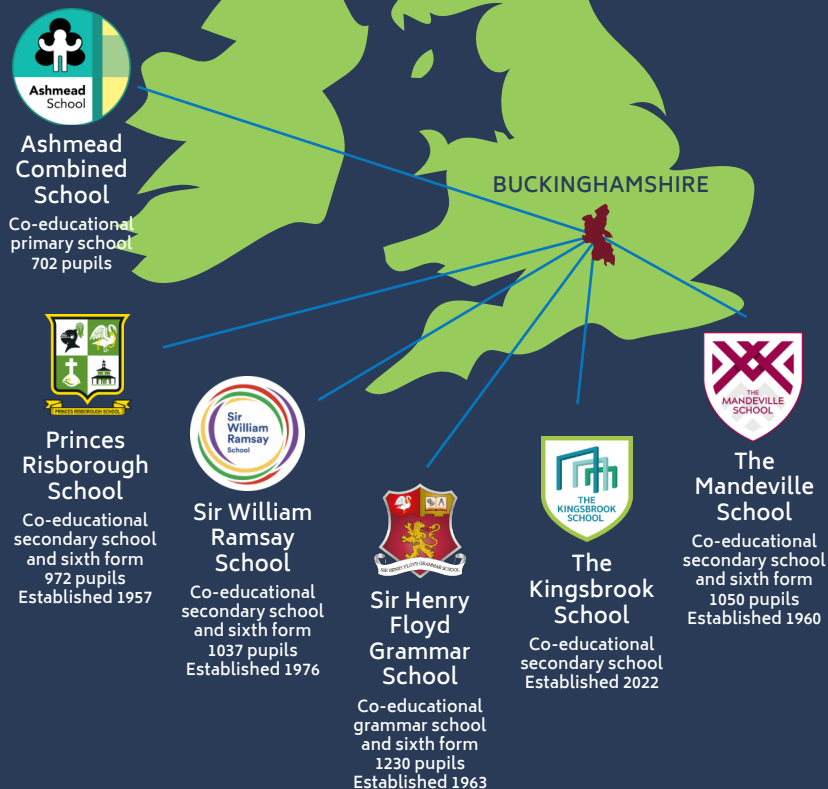 Ashmead
School
Ashmead
Combined
School
Co-educational
primary school
702 pupils
BUCKINGHAMSHIRE
PRINCES RISBOROUGH SCHOOL
Princes
Risborough
School
Co-educational
secondary school
and sixth form
972 pupils
Established 1957
Sir
William
Ramsay
School
Sir William
Ramsay
School
Co-educational
secondary school
and sixth form
1037 pupils
Established 1976
SIR HENRY FLOYD GRAMMAR SCHOOL
Sir Henry
Floyd
Grammar
School
Co-educational
grammar school
and sixth form
1230 pupils
Established 1963
THE
KINGSBROOK
SCHOOL
The
Kingsbrook
School
Co-educational
secondary school
Established 2022
THE
MANDEVILLE
SCHOOL
The
Mandeville
School
Co-educational
secondary school
and sixth form
1050 pupils
Established 1960